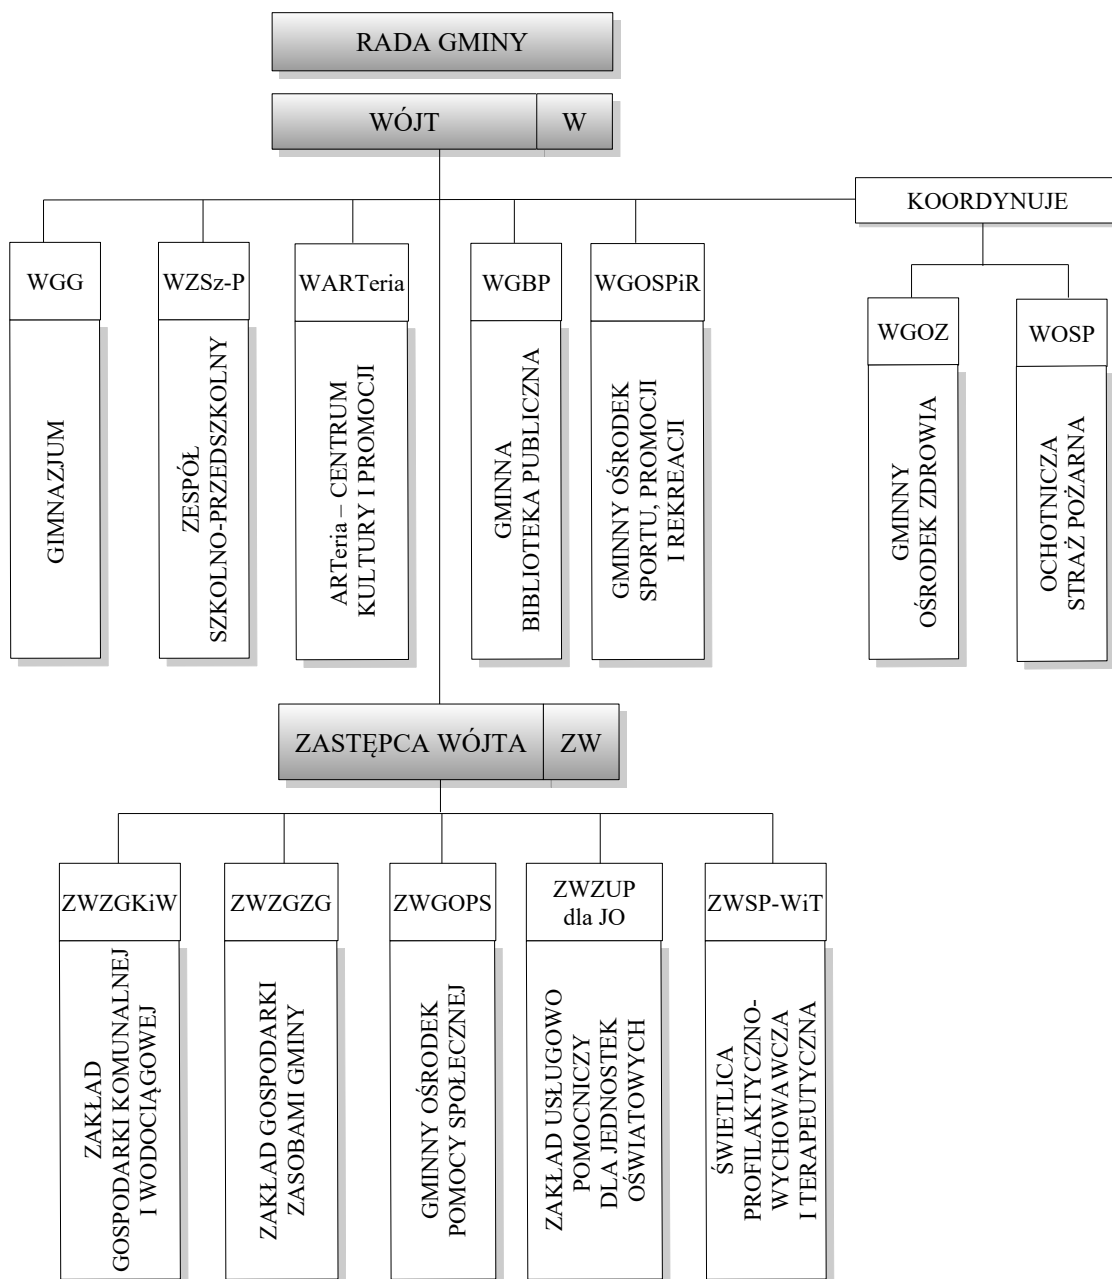 RADA GMINY
WÓJT
W
KOORDYNUJE
WGG
WZSz-P
WARTeria
WGBP
WGOSPiR
WGOZ
WOSP
GIMNAZJUM
ZESPÓŁ
SZKOLNO-PRZEDSZKOLNY
ARTeria – CENTRUM
KULTURY I PROMOCJI
GMINNA
BIBLIOTEKA PUBLICZNA
GMINNY OŚRODEK
SPORTU, PROMOCJI
I REKREACJI
GMINNY
OŚRODEK ZDROWIA
OCHOTNICZA
STRAŻ POŻARNA
ZASTĘPCA WÓJTA
ZW
ZWZGKiW
ZWZGZG
ZWGOPS
ZWZUP
dla JO
ZWSP-WiT
ZAKŁAD
GOSPODARKI KOMUNALNEJ
I WODOCIĄGOWEJ
ZAKŁAD GOSPODARKI
ZASOBAMI GMINY
GMINNY OŚRODEK
POMOCY SPOŁECZNEJ
ZAKŁAD USŁUGOWO
POMOCNICZY
DLA JEDNOSTEK
OŚWIATOWYCH
ŚWIETLICA
PROFILAKTYCZNO-
WYCHOWAWCZA
I TERAPEUTYCZNA